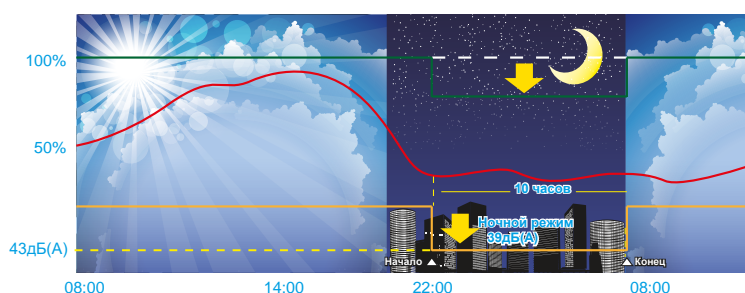 100%
50%
10 часов
Ночной режим
39дБ(А)
43дБ(А)
Начало
Конец
08:00 14:00 22:00 08:00